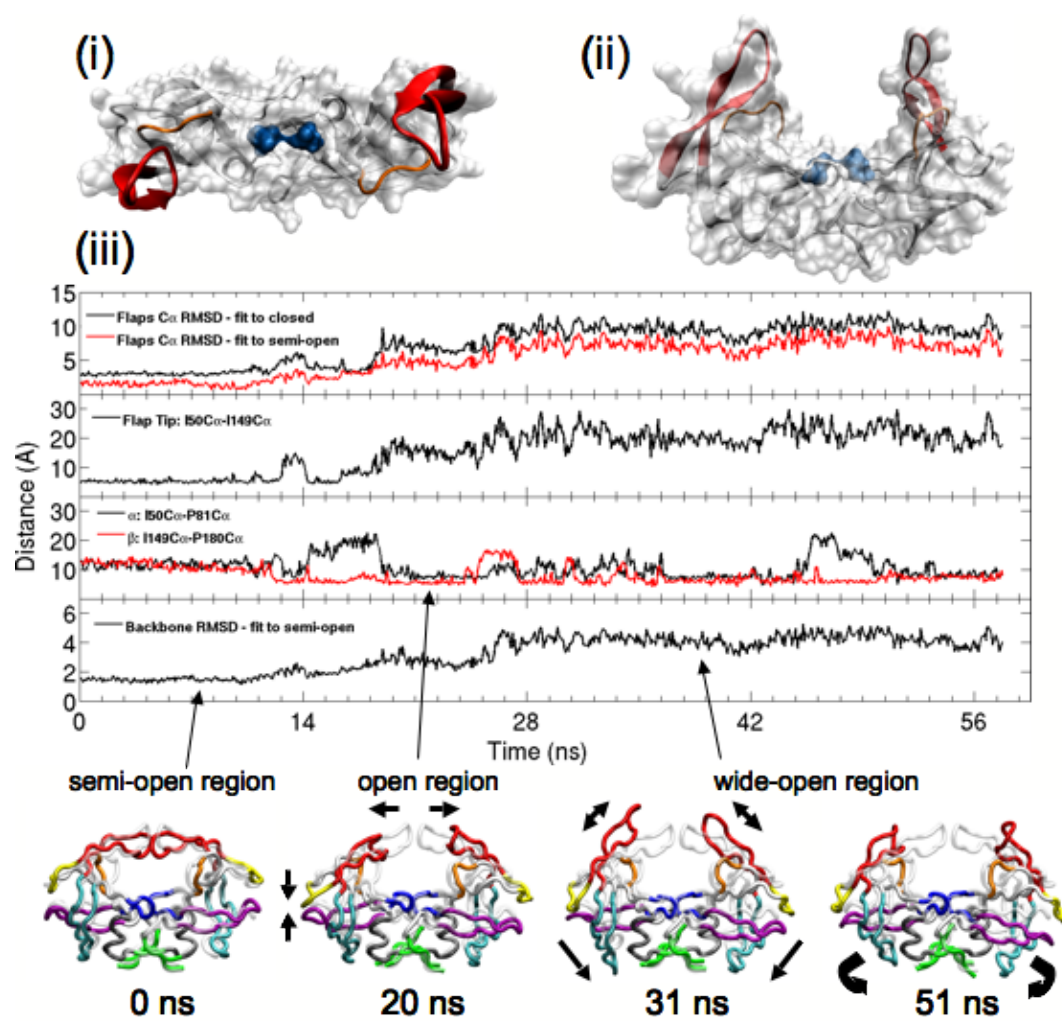 (i)
(ii)
(iii)
15
10
5
Flaps Cα RMSD - fit to closed
Flaps Cα RMSD - fit to semi-open
30
20
10
Flap Tip: I50Cα-I149Cα
30
20
10
α: I50Cα-P81Cα
β: I149Cα-P180Cα
6
4
2
0
Backbone RMSD - fit to semi-open
Distance (A)
0 14 28 42 56
Time (ns)
semi-open region
open region
wide-open region
0 ns
20 ns
31 ns
51 ns